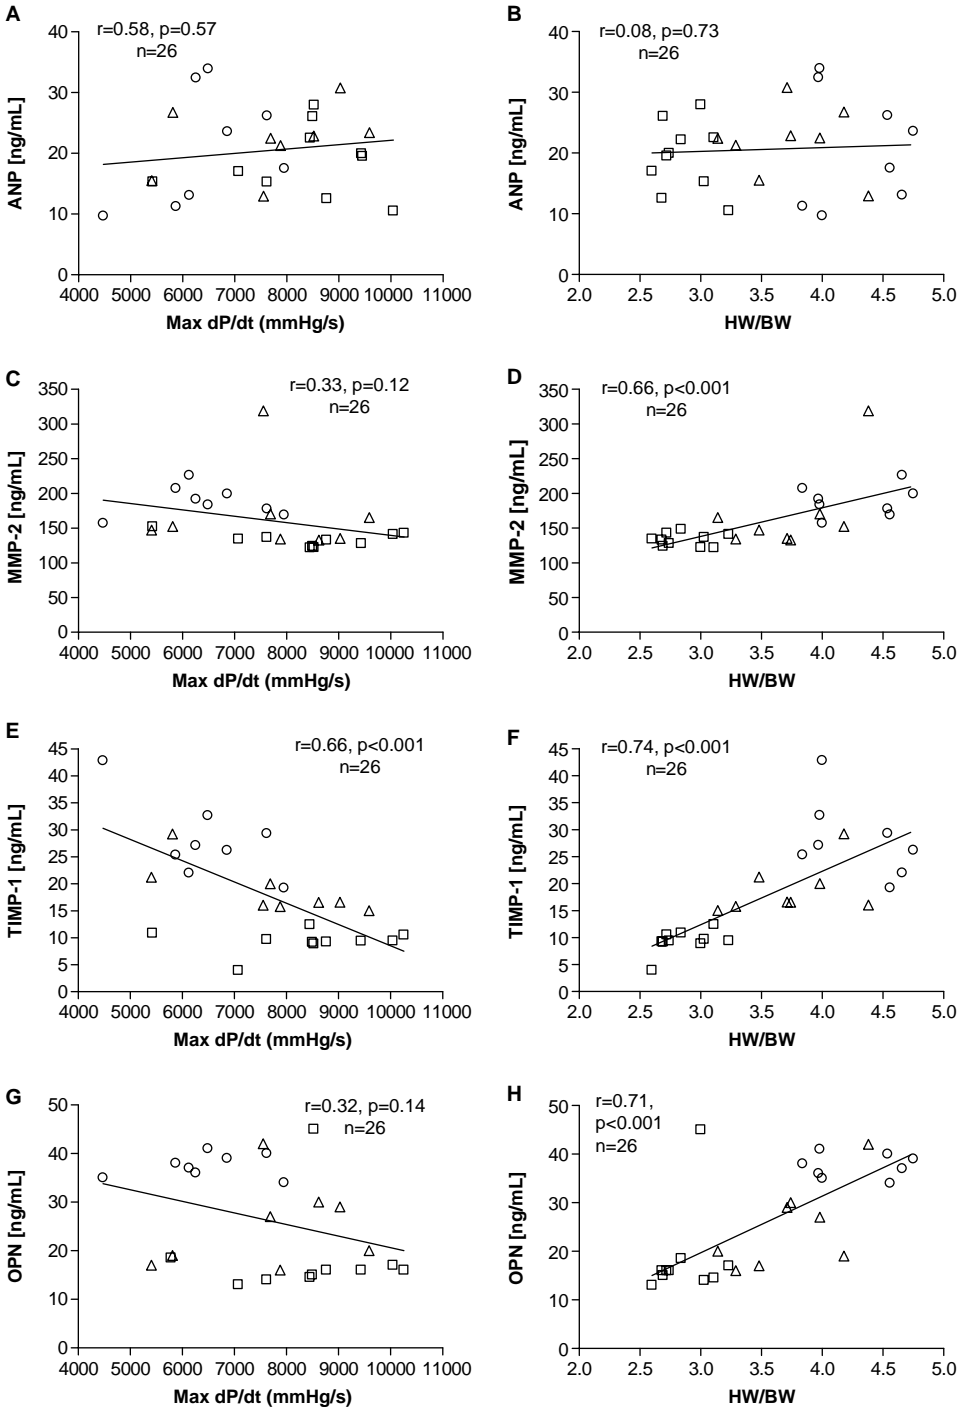 A
r=0.58, p=0.57
n=26
ANP [ng/mL]
40
30
20
10
0
4000 5000 6000 7000 8000 9000 10000 11000
Max dP/dt (mmHg/s)
B
r=0.08, p=0.73
n=26
ANP [ng/mL]
40
30
20
10
0
2.0 2.5 3.0 3.5 4.0 4.5 5.0
HW/BW
C
r=0.33, p=0.12
n=26
MMP-2 [ng/mL]
350
300
250
200
150
100
50
0
4000 5000 6000 7000 8000 9000 10000 11000
Max dP/dt (mmHg/s)
D
r=0.66, p<0.001
n=26
MMP-2 [ng/mL]
350
300
250
200
150
100
50
0
2.0 2.5 3.0 3.5 4.0 4.5 5.0
HW/BW
E
r=0.66, p<0.001
n=26
TIMP-1 [ng/mL]
45
40
35
30
25
20
15
10
5
0
4000 5000 6000 7000 8000 9000 10000 11000
Max dP/dt (mmHg/s)
F
r=0.74, p<0.001
n=26
TIMP-1 [ng/mL]
45
40
35
30
25
20
15
10
5
0
2.0 2.5 3.0 3.5 4.0 4.5 5.0
HW/BW
G
r=0.32, p=0.14
n=26
OPN [ng/mL]
50
40
30
20
10
0
4000 5000 6000 7000 8000 9000 10000 11000
Max dP/dt (mmHg/s)
H
r=0.71,
p<0.001
n=26
OPN [ng/mL]
50
40
30
20
10
0
2.0 2.5 3.0 3.5 4.0 4.5 5.0
HW/BW